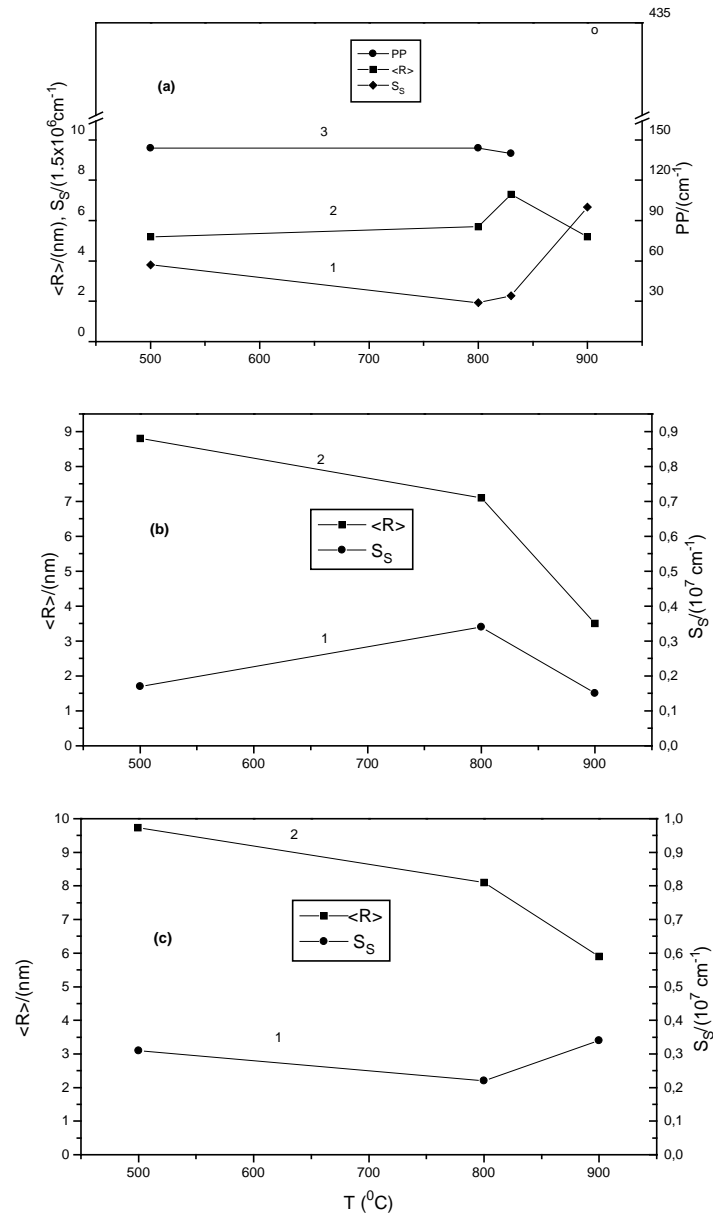 435
o
PP
<R>
S_S
(a)
10
8
6
4
2
0
<R>/(nm), S_S/(1.5x10^6cm^-1)
3
2
1
150
120
90
60
30
PP/(cm^-1)
500 600 700 800 900
9
8
7
6
5
4
3
2
1
0
<R>/(nm)
(b)
2
<R>
S_S
1
0,9
0,8
0,7
0,6
0,5
0,4
0,3
0,2
0,1
0,0
S_S/(10^7 cm^-1)
500 600 700 800 900
10
9
8
7
6
5
4
3
2
1
0
<R>/(nm)
(c)
2
<R>
S_S
1
1,0
0,9
0,8
0,7
0,6
0,5
0,4
0,3
0,2
0,1
0,0
S_S/(10^7 cm^-1)
500 600 700 800 900
T (^0C)